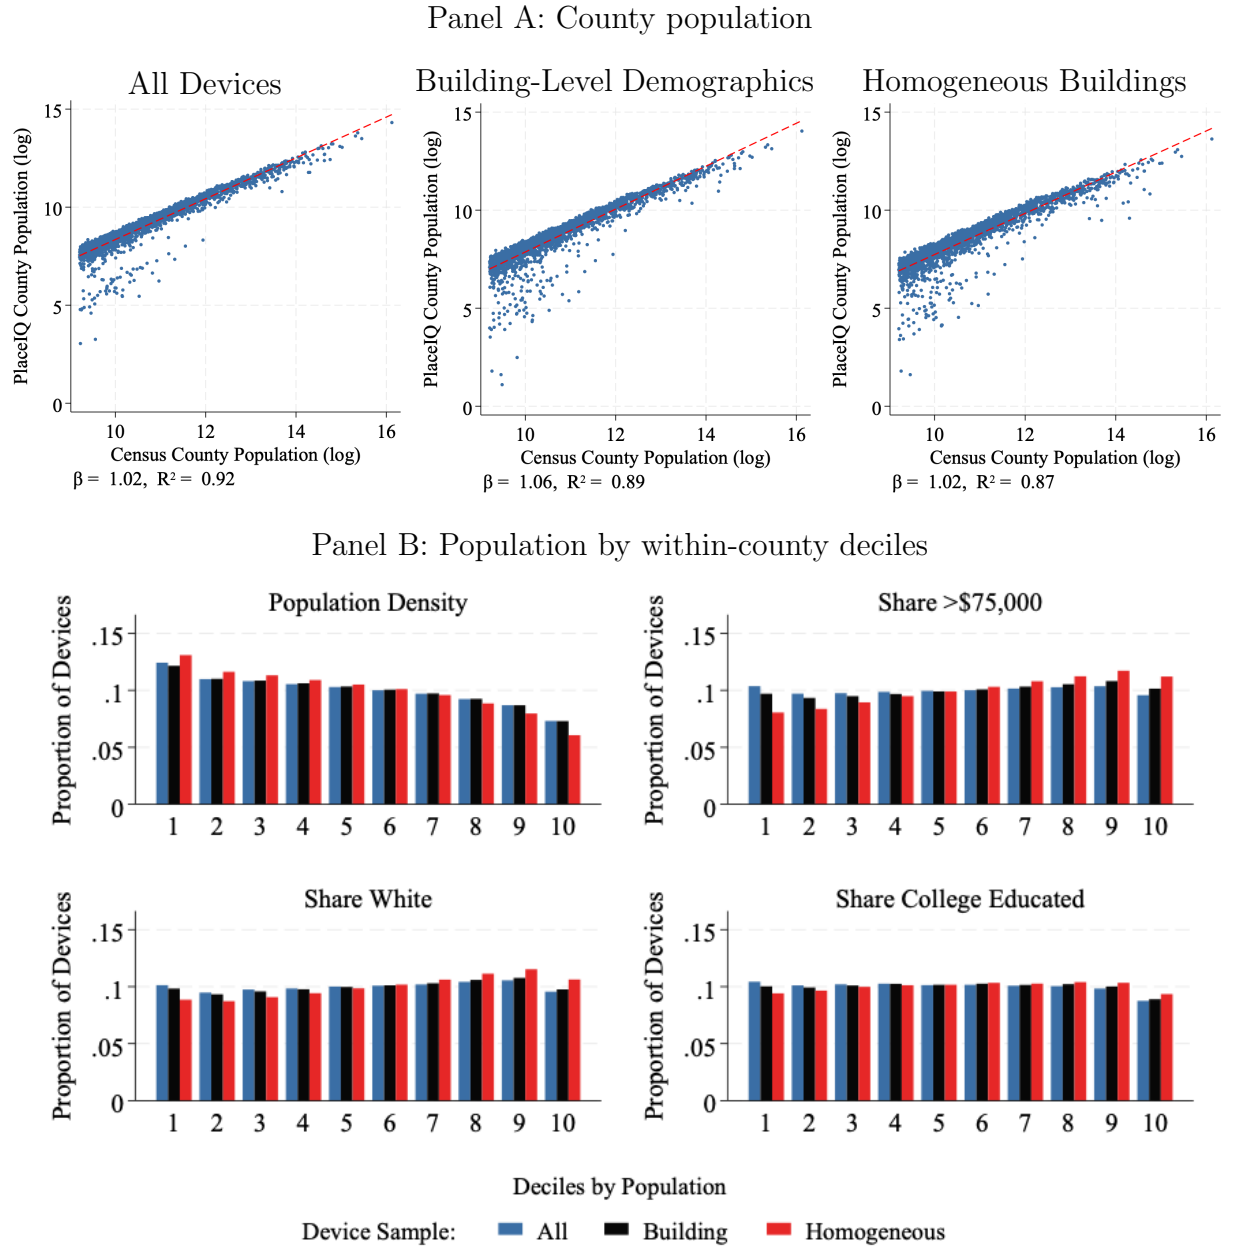 Panel A: County population
All Devices
Building-Level Demographics
Homogeneous Buildings
PlaceIQ County Population (log)
15
10
5
0
10 12 14 16
Census County Population (log)
β = 1.02, R² = 0.92
PlaceIQ County Population (log)
15
10
5
0
10 12 14 16
Census County Population (log)
β = 1.06, R² = 0.89
PlaceIQ County Population (log)
15
10
5
0
10 12 14 16
Census County Population (log)
β = 1.02, R² = 0.87
Panel B: Population by within-county deciles
Population Density
Proportion of Devices
.15
.1
.05
0
1 2 3 4 5 6 7 8 9 10
Share >$75,000
Proportion of Devices
.15
.1
.05
0
1 2 3 4 5 6 7 8 9 10
Share White
Proportion of Devices
.15
.1
.05
0
1 2 3 4 5 6 7 8 9 10
Share College Educated
Proportion of Devices
.15
.1
.05
0
1 2 3 4 5 6 7 8 9 10
Deciles by Population
Device Sample: All Building Homogeneous